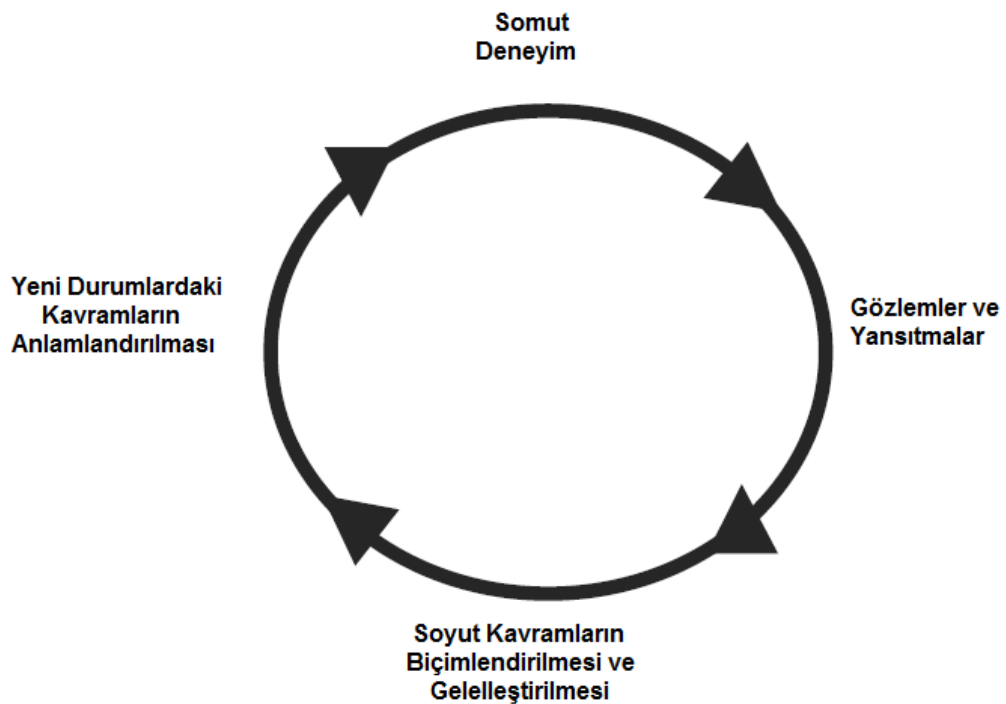 Somut
Deneyim
Gözlemler ve
Yansıtmalar
Soyut Kavramların
Biçimlendirilmesi ve
Gelelleştirilmesi
Yeni Durumlardaki
Kavramların
Anlamlandırılması